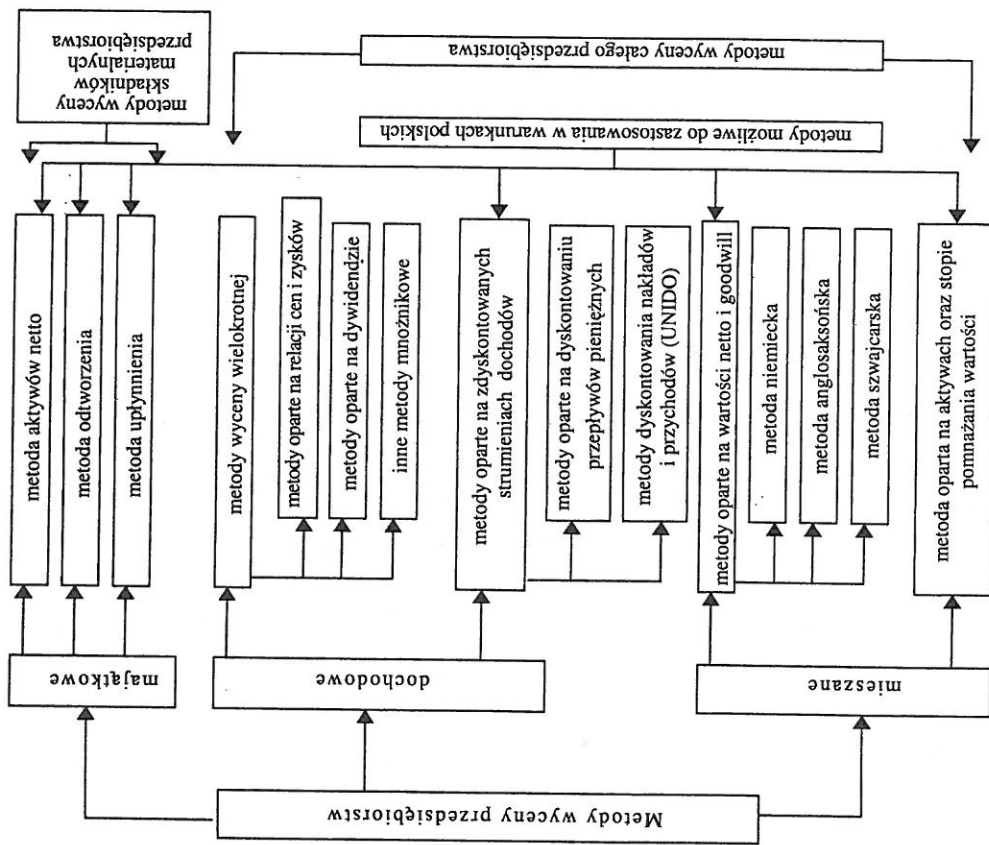 Metody wyceny przedsiębiorstw
majątkowe
metoda aktywów netto
metoda odtworzenia
metoda upłynnienia
dochodowe
metody wyceny wielokrotnej
metody oparte na relacji cen i zysków
metody oparte na dywidendzie
inne metody mnożnikowe
metody oparte na zdyskontowanych
strumieniach dochodów
metody oparte na dyskontowaniu
przepływów pieniężnych
metody dyskontowania nakładów
i przychodów (UNIDO)
mieszane
metody oparte na wartości netto i goodwill
metoda niemiecka
metoda anglosaksońska
metoda szwajcarska
metoda oparta na aktywach oraz stopie
pomnażania wartości
metody możliwe do zastosowania w warunkach polskich
metody wyceny
składników
materialnych
przedsiębiorstwa
metody wyceny całego przedsiębiorstwa